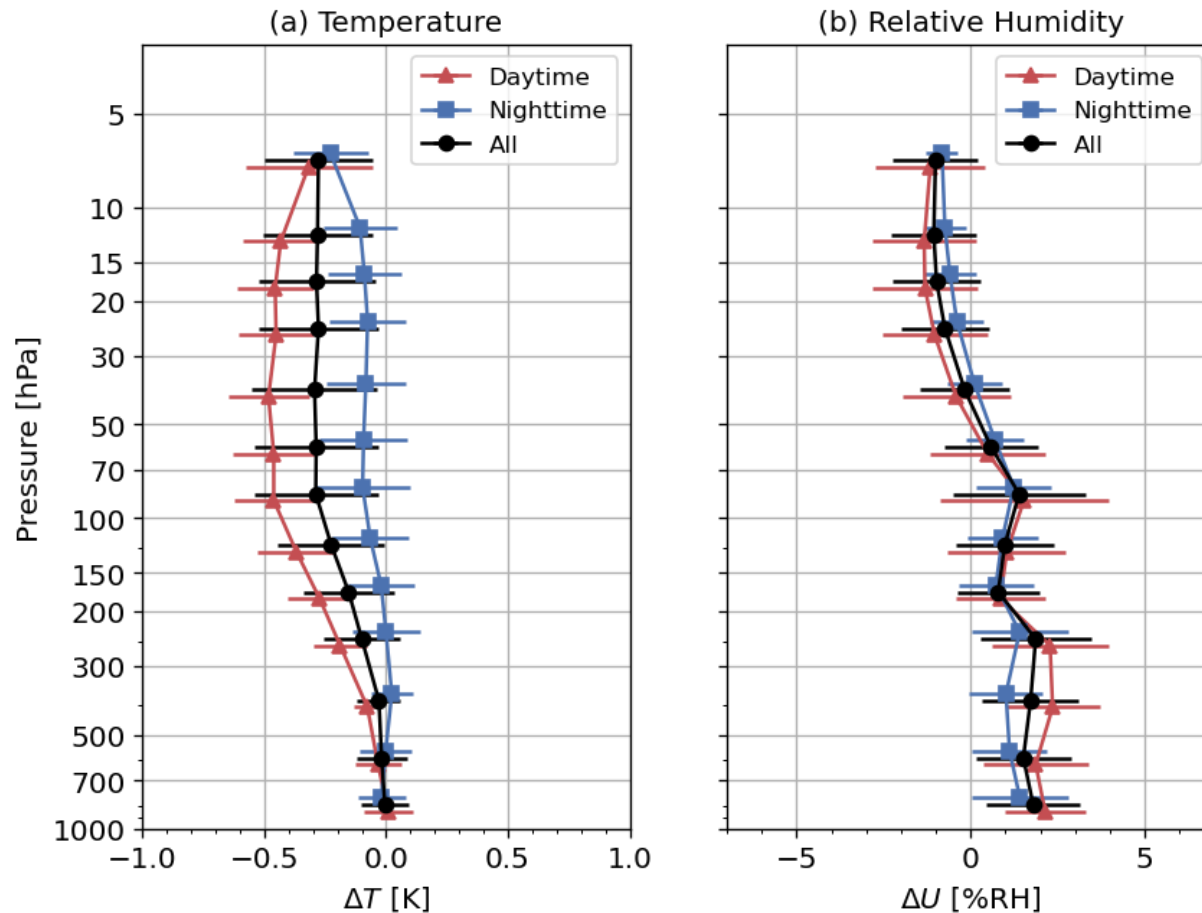 (a) Temperature
Daytime
Nighttime
All
5
10
15
20
30
50
70
100
150
200
300
500
700
1000
Pressure [hPa]
−1.0 −0.5 0.0 0.5 1.0
ΔT [K]
(b) Relative Humidity
Daytime
Nighttime
All
−5 0 5
ΔU [%RH]